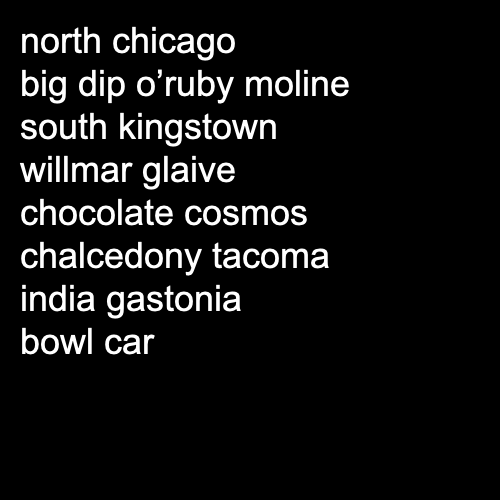 north chicago
big dip o’ruby moline
south kingstown
willmar glaive
chocolate cosmos
chalcedony tacoma
india gastonia
bowl car